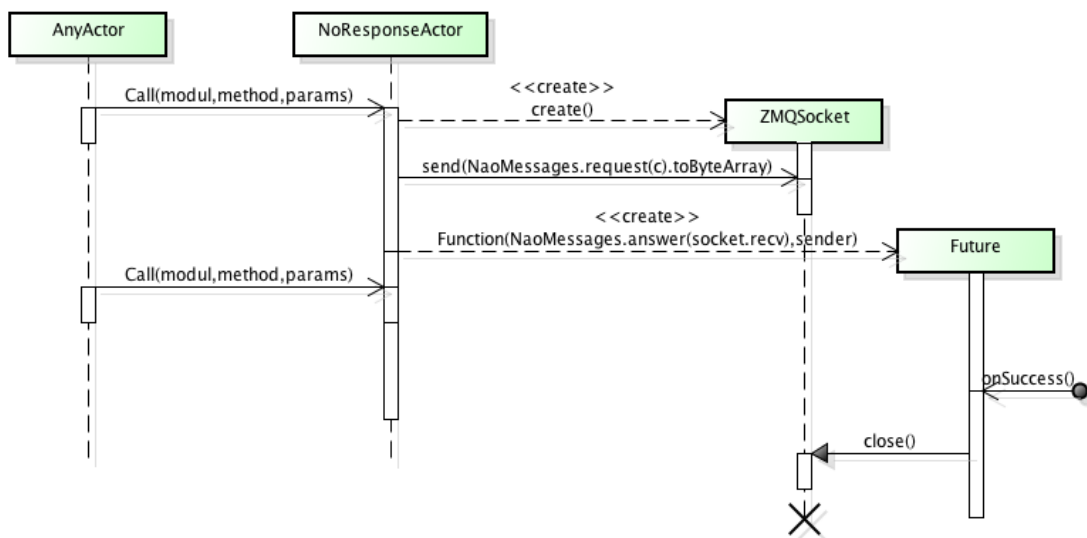 AnyActor
NoResponseActor
Call(modul,method,params)
<<create>>
create()
ZMQSocket
send(NaoMessages.request(c).toByteArray)
<<create>>
Function(NaoMessages.answer(socket.recv),sender)
Future
Call(modul,method,params)
onSuccess()
close()